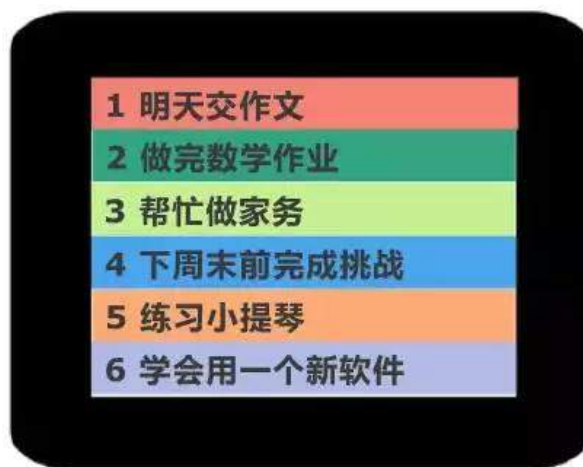 1 明天交作文
2 做完数学作业
3 帮忙做家务
4 下周末前完成挑战
5 练习小提琴
6 学会用一个新软件